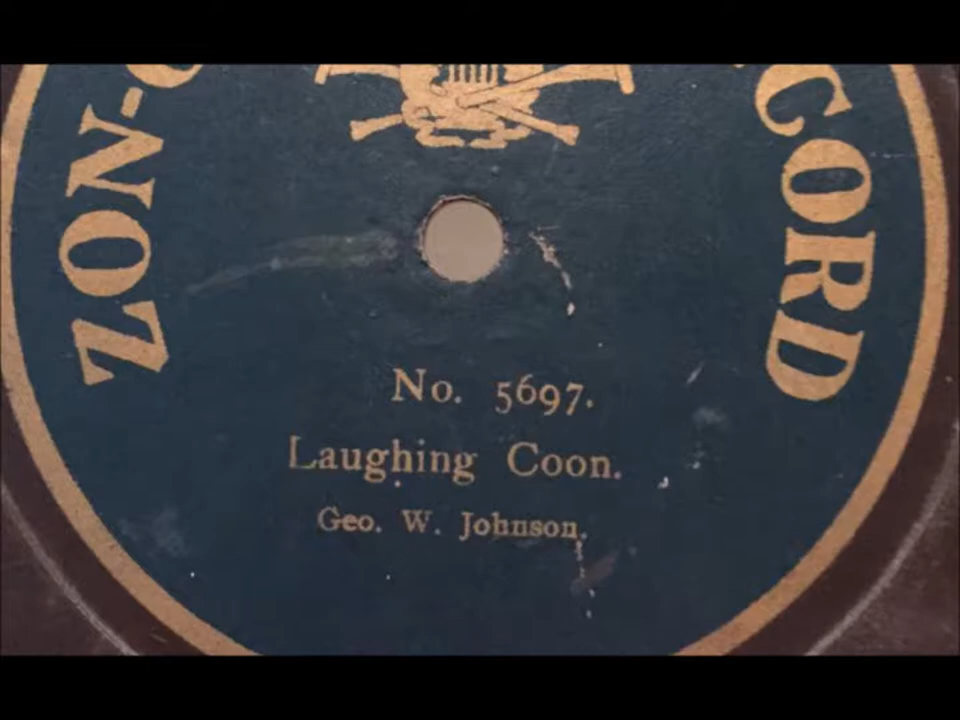 ZON-O
CORD
No. 5697.
Laughing Coon.
Geo. W. Johnson.